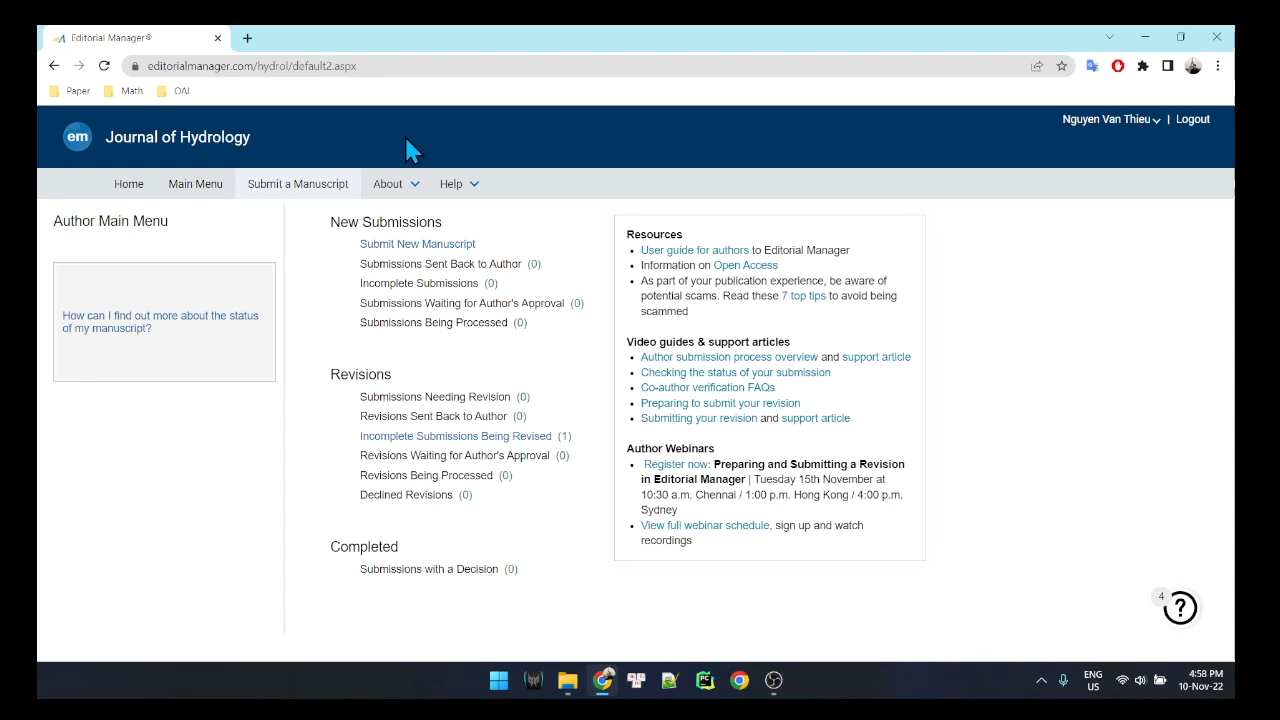 Editorial Manager®
editorialmanager.com/hydrol/default2.aspx
Paper Math OAI
em Journal of Hydrology
Nguyen Van Thieu | Logout
Home Main Menu Submit a Manuscript About Help
Author Main Menu
How can I find out more about the status
of my manuscript?
New Submissions
Submit New Manuscript
Submissions Sent Back to Author (0)
Incomplete Submissions (0)
Submissions Waiting for Author's Approval (0)
Submissions Being Processed (0)
Revisions
Submissions Needing Revision (0)
Revisions Sent Back to Author (0)
Incomplete Submissions Being Revised (1)
Revisions Waiting for Author's Approval (0)
Revisions Being Processed (0)
Declined Revisions (0)
Completed
Submissions with a Decision (0)
Resources
User guide for authors to Editorial Manager
Information on Open Access
As part of your publication experience, be aware of
potential scams. Read these 7 top tips to avoid being
scammed
Video guides & support articles
Author submission process overview and support article
Checking the status of your submission
Co-author verification FAQs
Preparing to submit your revision
Submitting your revision and support article
Author Webinars
Register now: Preparing and Submitting a Revision
in Editorial Manager | Tuesday 15th November at
10:30 a.m. Chennai / 1:00 p.m. Hong Kong / 4:00 p.m.
Sydney
View full webinar schedule, sign up and watch
recordings
4 ?
ENG
US
4:58 PM
10-Nov-22